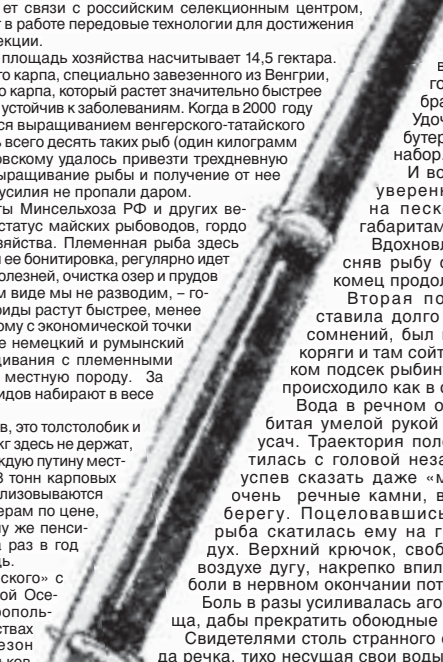 ет связи с российским селекционным центром,
т в работе передовые технологии для достижения
екции.
площадь хозяйства насчитывает 14,5 гектара.
го карпа, специально завезенного из Венгрии,
о карпа, который растет значительно быстрее
устойчив к заболеваниям. Когда в 2000 году
ся выращиванием венгерского-татайского
ь всего десять таких рыб (один килограмм
овскому удалось привезти трехдневную
ыращивание рыбы и получение от нее
усилия не пропали даром.
ты Минсельхоза РФ и других ве-
статус майских рыбоводов, гордо
зяйства. Племенная рыба здесь
и ее бонитировка, регулярно идет
олезней, очистка озер и прудов
м виде мы не разводим, – го-
риды растут быстрее, менее
ому с экономической точки
е немецкий и румынский
щивания с племенными
местную породу. За
идов набирают в весе
в, это толстолобик и
кг здесь не держат,
ждую путину мест-
3 тонн карповых
лизовываются
ерам по цене,
му же пенси-
раз в год
дь.
ского» с
ой Осе-
рополь-
ствах
езон
в
го
бра
Удоч
бутер
набор.
И вс
уверенн
на песк
габаритам
Вдохновл
сняв рыбу с
комец продол
Вторая по
ставила долго
сомнений, был
коряги и там сойт
ком подсек рыбин
происходило как в с
Вода в речном о
битая умелой рукой
усач. Траектория пол
тилась с головой неза
успев сказать даже «м
очень речные камни, в
берегу. Поцеловавшись
рыба скатилась ему на г
дух. Верхний крючок, своб
воздухе дугу, накрепко впил
боли в нервном окончании пот
Боль в разы усиливалась аго
ща, дабы прекратить обоюдные
Свидетелями столь странного
да речка, тихо несущая свои воды